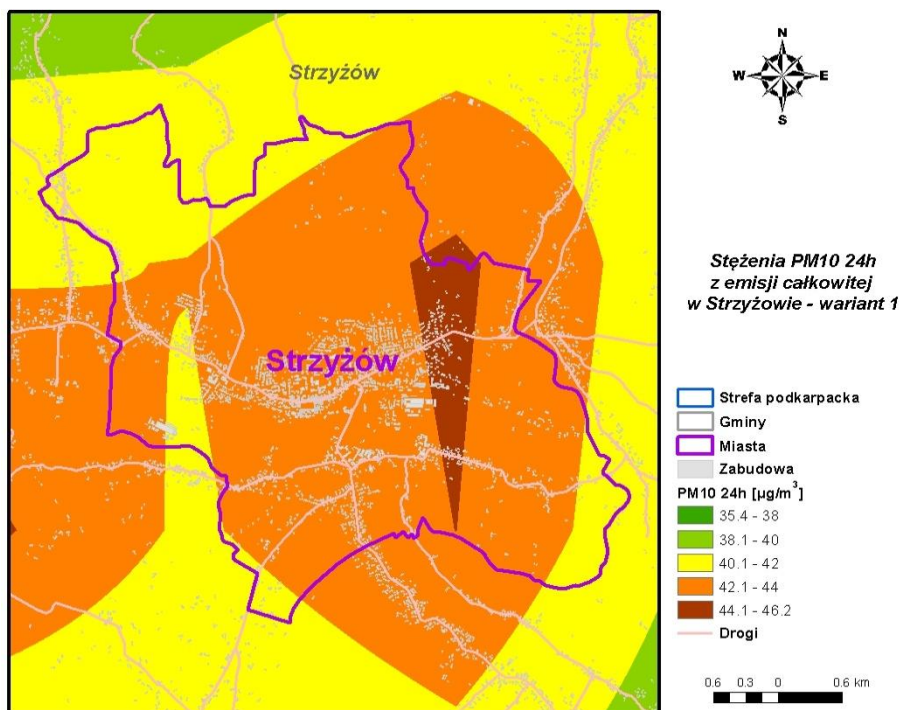 Strzyżów
Strzyżów
N
W E
S
Stężenia PM10 24h
z emisji całkowitej
w Strzyżowie - wariant 1
Strefa podkarpacka
Gminy
Miasta
Zabudowa
PM10 24h [µg/m³]
35.4 - 38
38.1 - 40
40.1 - 42
42.1 - 44
44.1 - 46.2
Drogi
0.6 0.3 0 0.6 km